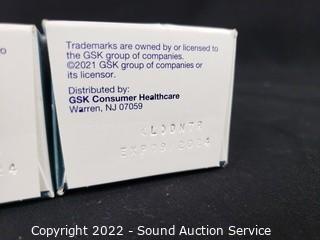 Trademarks are owned by or licensed to
the GSK group of companies.
©2021 GSK group of companies or
its licensor.
Distributed by:
GSK Consumer Healthcare
Warren, NJ 07059
Copyright 2022 - Sound Auction Service